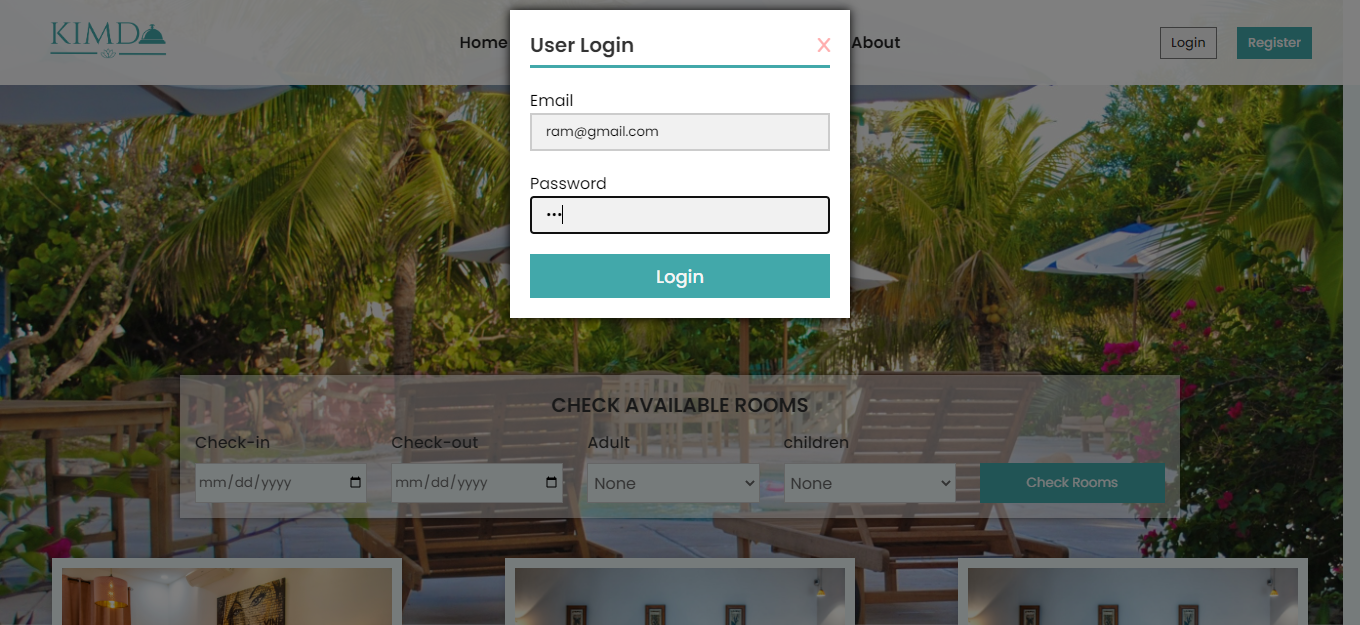 KIMDO
Home
About
Login
Register
User Login
X
Email
ram@gmail.com
Password
•••
Login
CHECK AVAILABLE ROOMS
Check-in
Check-out
Adult
children
mm/dd/yyyy
mm/dd/yyyy
None
None
Check Rooms